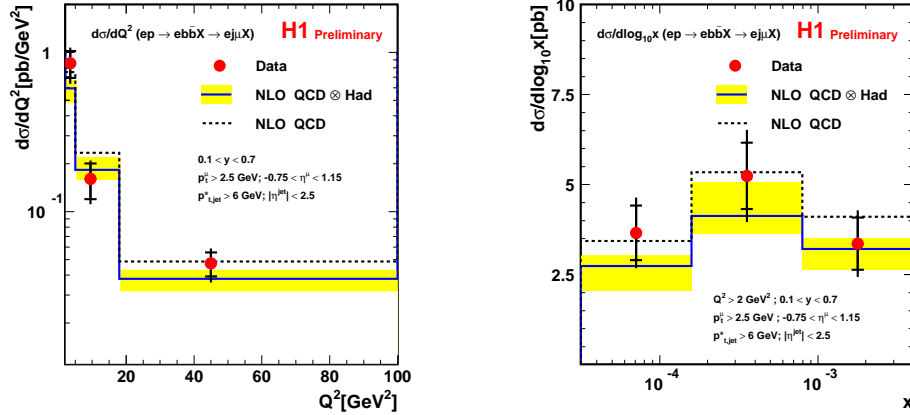 dσ/dQ² (ep → ebb̄X → ejμX) H1 Preliminary
Data
NLO QCD ⊗ Had
NLO QCD
0.1 < y < 0.7
pₜ^μ > 2.5 GeV; -0.75 < η^μ < 1.15
p*ₜ,jet > 6 GeV; |η^jet| < 2.5
dσ/dQ² [pb/GeV²]
1
10⁻¹
20 40 60 80 100
Q²[GeV²]
dσ/dlog₁₀x (ep → ebb̄X → ejμX) H1 Preliminary
Data
NLO QCD ⊗ Had
NLO QCD
Q² > 2 GeV² ; 0.1 < y < 0.7
pₜ^μ > 2.5 GeV ; -0.75 < η^μ < 1.15
p*ₜ,jet > 6 GeV; |η^jet| < 2.5
dσ/dlog₁₀x[pb]
10
7.5
5
2.5
10⁻⁴ 10⁻³
x